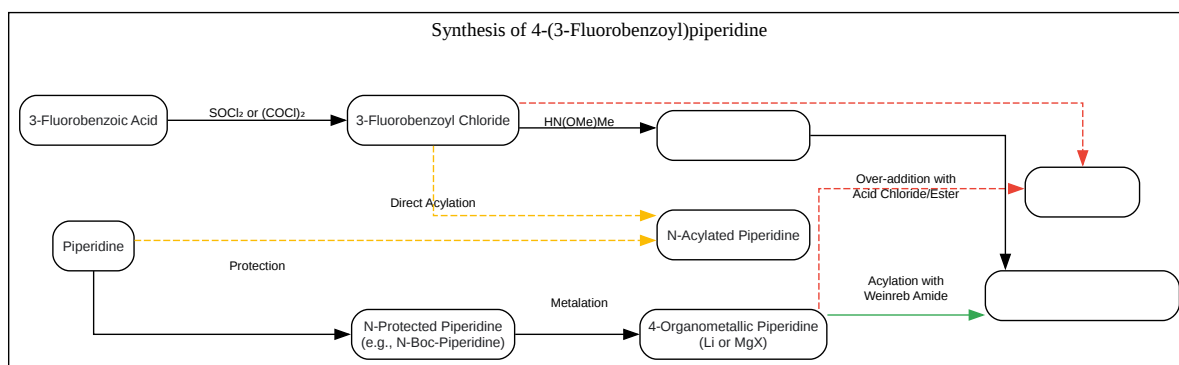 Synthesis of 4-(3-Fluorobenzoyl)piperidine
3-Fluorobenzoic Acid
SOCl₂ or (COCl)₂
3-Fluorobenzoyl Chloride
HN(OMe)Me
Over-addition with
Acid Chloride/Ester
Direct Acylation
Piperidine
N-Acylated Piperidine
Protection
Acylation with
Weinreb Amide
Metalation
N-Protected Piperidine
(e.g., N-Boc-Piperidine)
4-Organometallic Piperidine
(Li or MgX)